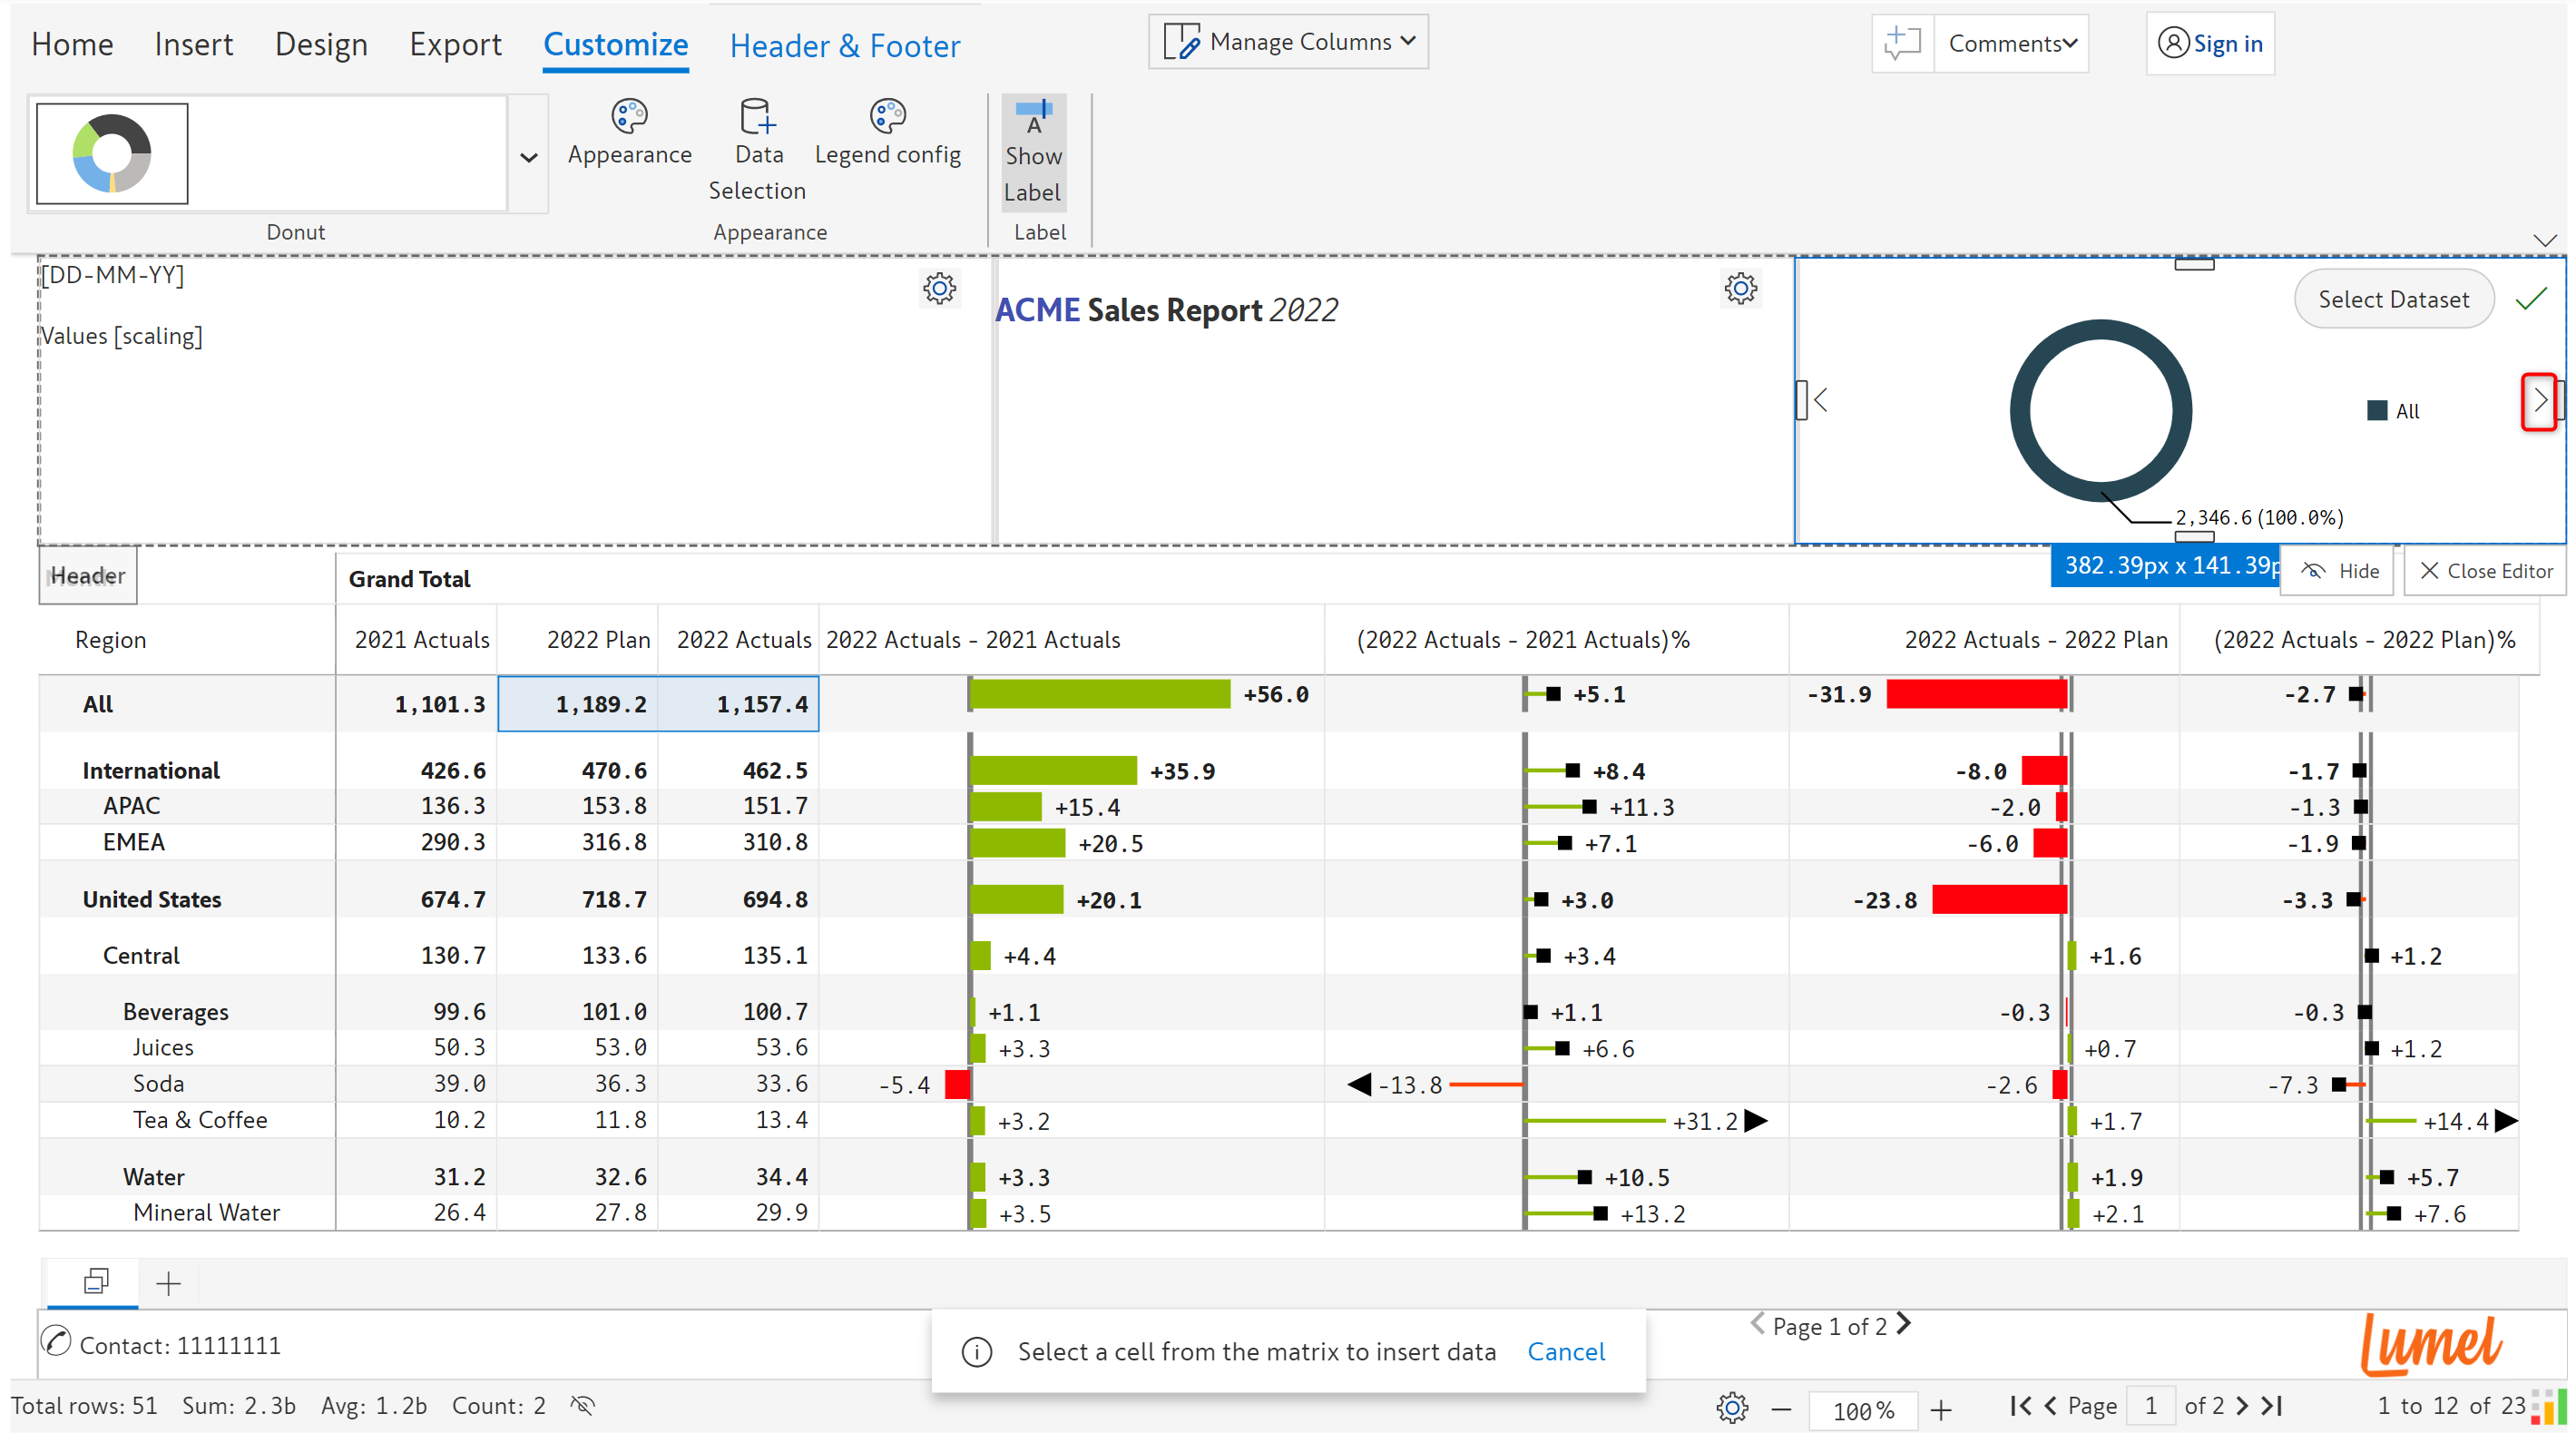 Home Insert Design Export Customize Header & Footer Manage Columns Comments Sign in
A
Appearance Data Selection Legend config Show Label
Donut Appearance Label
[DD-MM-YY]
Values [scaling]
ACME Sales Report 2022
Select Dataset
All
2,346.6 (100.0%)
382.39px x 141.39p
Hide
Close Editor
Header
Grand Total
Region 2021 Actuals 2022 Plan 2022 Actuals 2022 Actuals - 2021 Actuals (2022 Actuals - 2021 Actuals)% 2022 Actuals - 2022 Plan (2022 Actuals - 2022 Plan)%
All 1,101.3 1,189.2 1,157.4 +56.0 +5.1 -31.9 -2.7
International 426.6 470.6 462.5 +35.9 +8.4 -8.0 -1.7
APAC 136.3 153.8 151.7 +15.4 +11.3 -2.0 -1.3
EMEA 290.3 316.8 310.8 +20.5 +7.1 -6.0 -1.9
United States 674.7 718.7 694.8 +20.1 +3.0 -23.8 -3.3
Central 130.7 133.6 135.1 +4.4 +3.4 +1.6 +1.2
Beverages 99.6 101.0 100.7 +1.1 +1.1 -0.3 -0.3
Juices 50.3 53.0 53.6 +3.3 +6.6 +0.7 +1.2
Soda 39.0 36.3 33.6 -5.4 -13.8 -2.6 -7.3
Tea & Coffee 10.2 11.8 13.4 +3.2 +31.2 +1.7 +14.4
Water 31.2 32.6 34.4 +3.3 +10.5 +1.9 +5.7
Mineral Water 26.4 27.8 29.9 +3.5 +13.2 +2.1 +7.6
Contact: 11111111
Select a cell from the matrix to insert data Cancel
Page 1 of 2
Lumel
Total rows: 51 Sum: 2.3b Avg: 1.2b Count: 2 100% Page 1 of 2 1 to 12 of 23